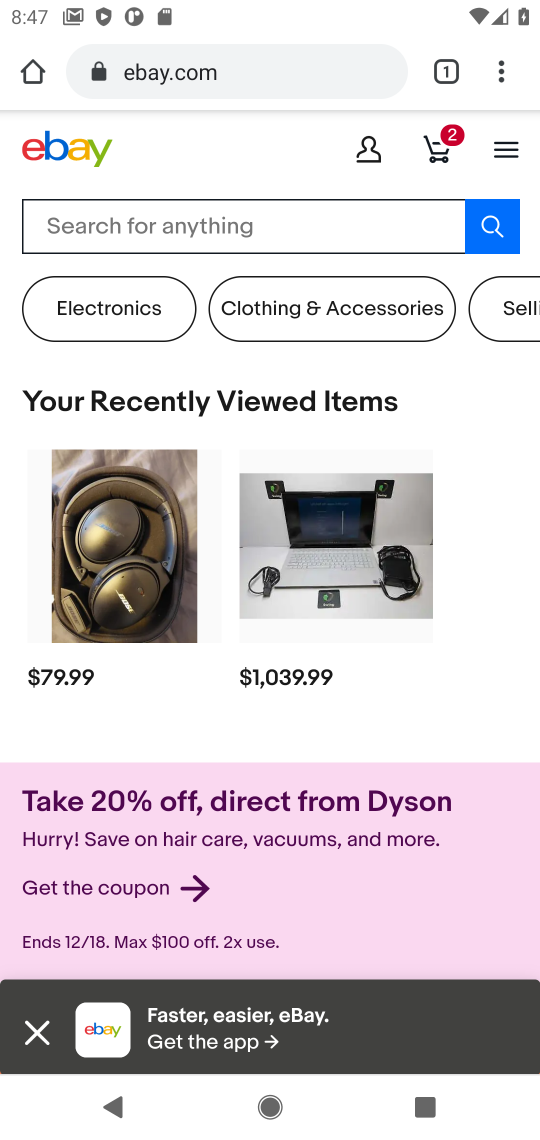 8:47
ebay.com
1
ebay
2
Search for anything
Electronics
Clothing & Accessories
Selli
Your Recently Viewed Items
BOSE
$79.99
$1,039.99
Take 20% off, direct from Dyson
Hurry! Save on hair care, vacuums, and more.
Get the coupon →
Ends 12/18. Max $100 off. 2x use.
ebay
Faster, easier, eBay.
Get the app →